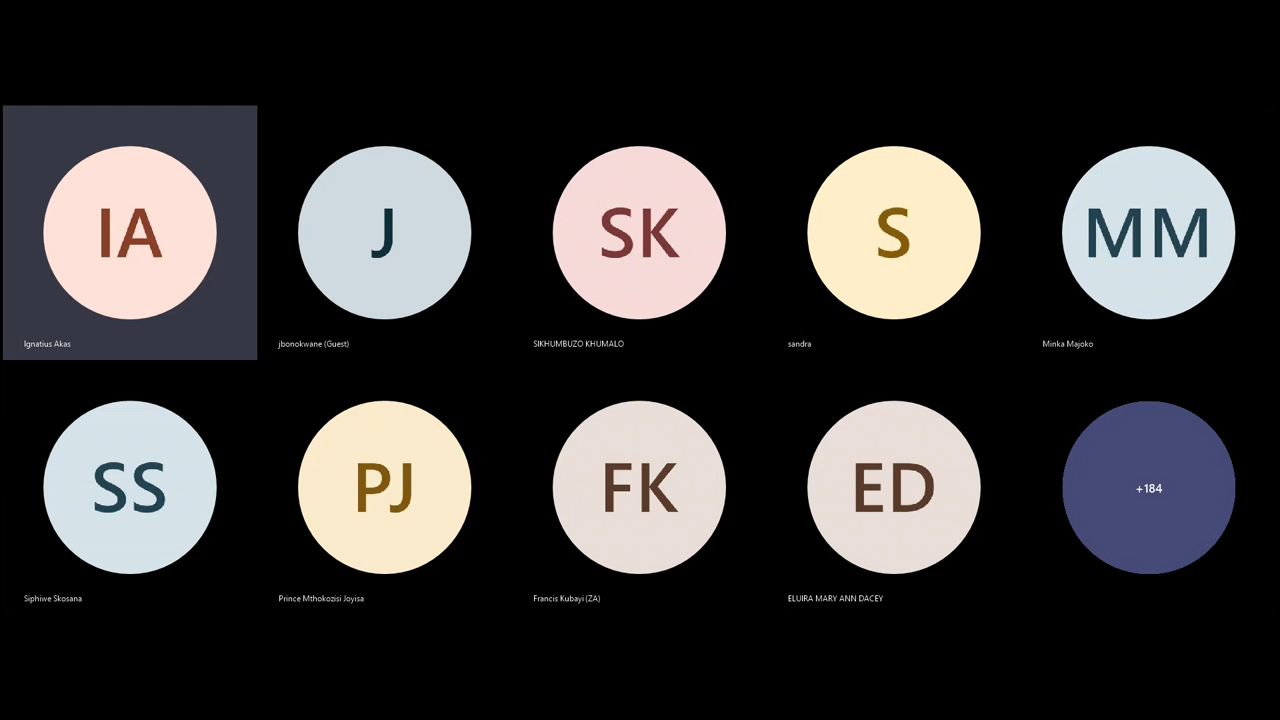 IA
J
SK
S
MM
Ignatius Akas
jbonokwane (Guest)
SIKHUMBUZO KHUMALO
sandra
Minka Majoko
SS
PJ
FK
ED
+184
Siphiwe Skosana
Prince Mthokozisi Joyisa
Francis Kubayi (ZA)
ELUIRA MARY ANN DACEY